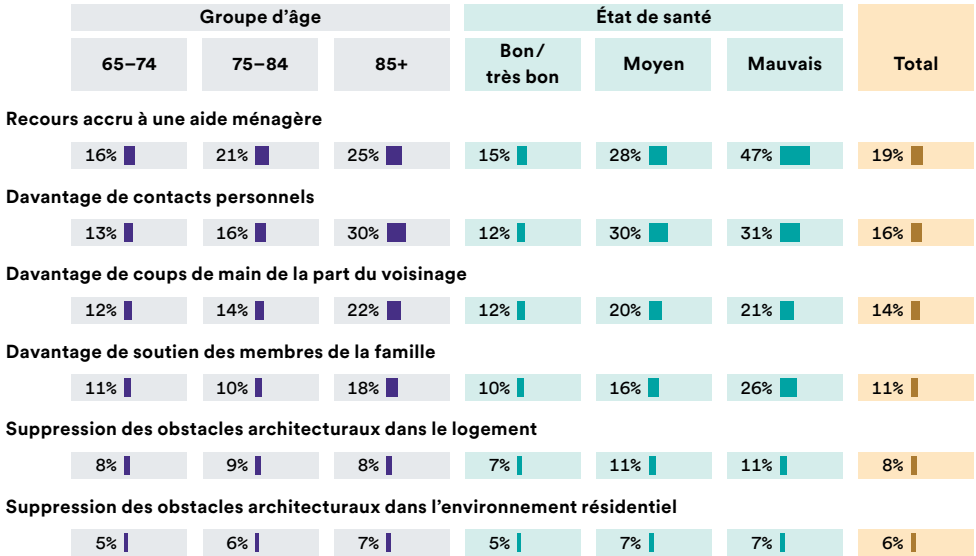 Groupe d'âge État de santé
65–74 75–84 85+ Bon/ très bon Moyen Mauvais Total
Recours accru à une aide ménagère
16% 21% 25% 15% 28% 47% 19%
Davantage de contacts personnels
13% 16% 30% 12% 30% 31% 16%
Davantage de coups de main de la part du voisinage
12% 14% 22% 12% 20% 21% 14%
Davantage de soutien des membres de la famille
11% 10% 18% 10% 16% 26% 11%
Suppression des obstacles architecturaux dans le logement
8% 9% 8% 7% 11% 11% 8%
Suppression des obstacles architecturaux dans l'environnement résidentiel
5% 6% 7% 5% 7% 7% 6%